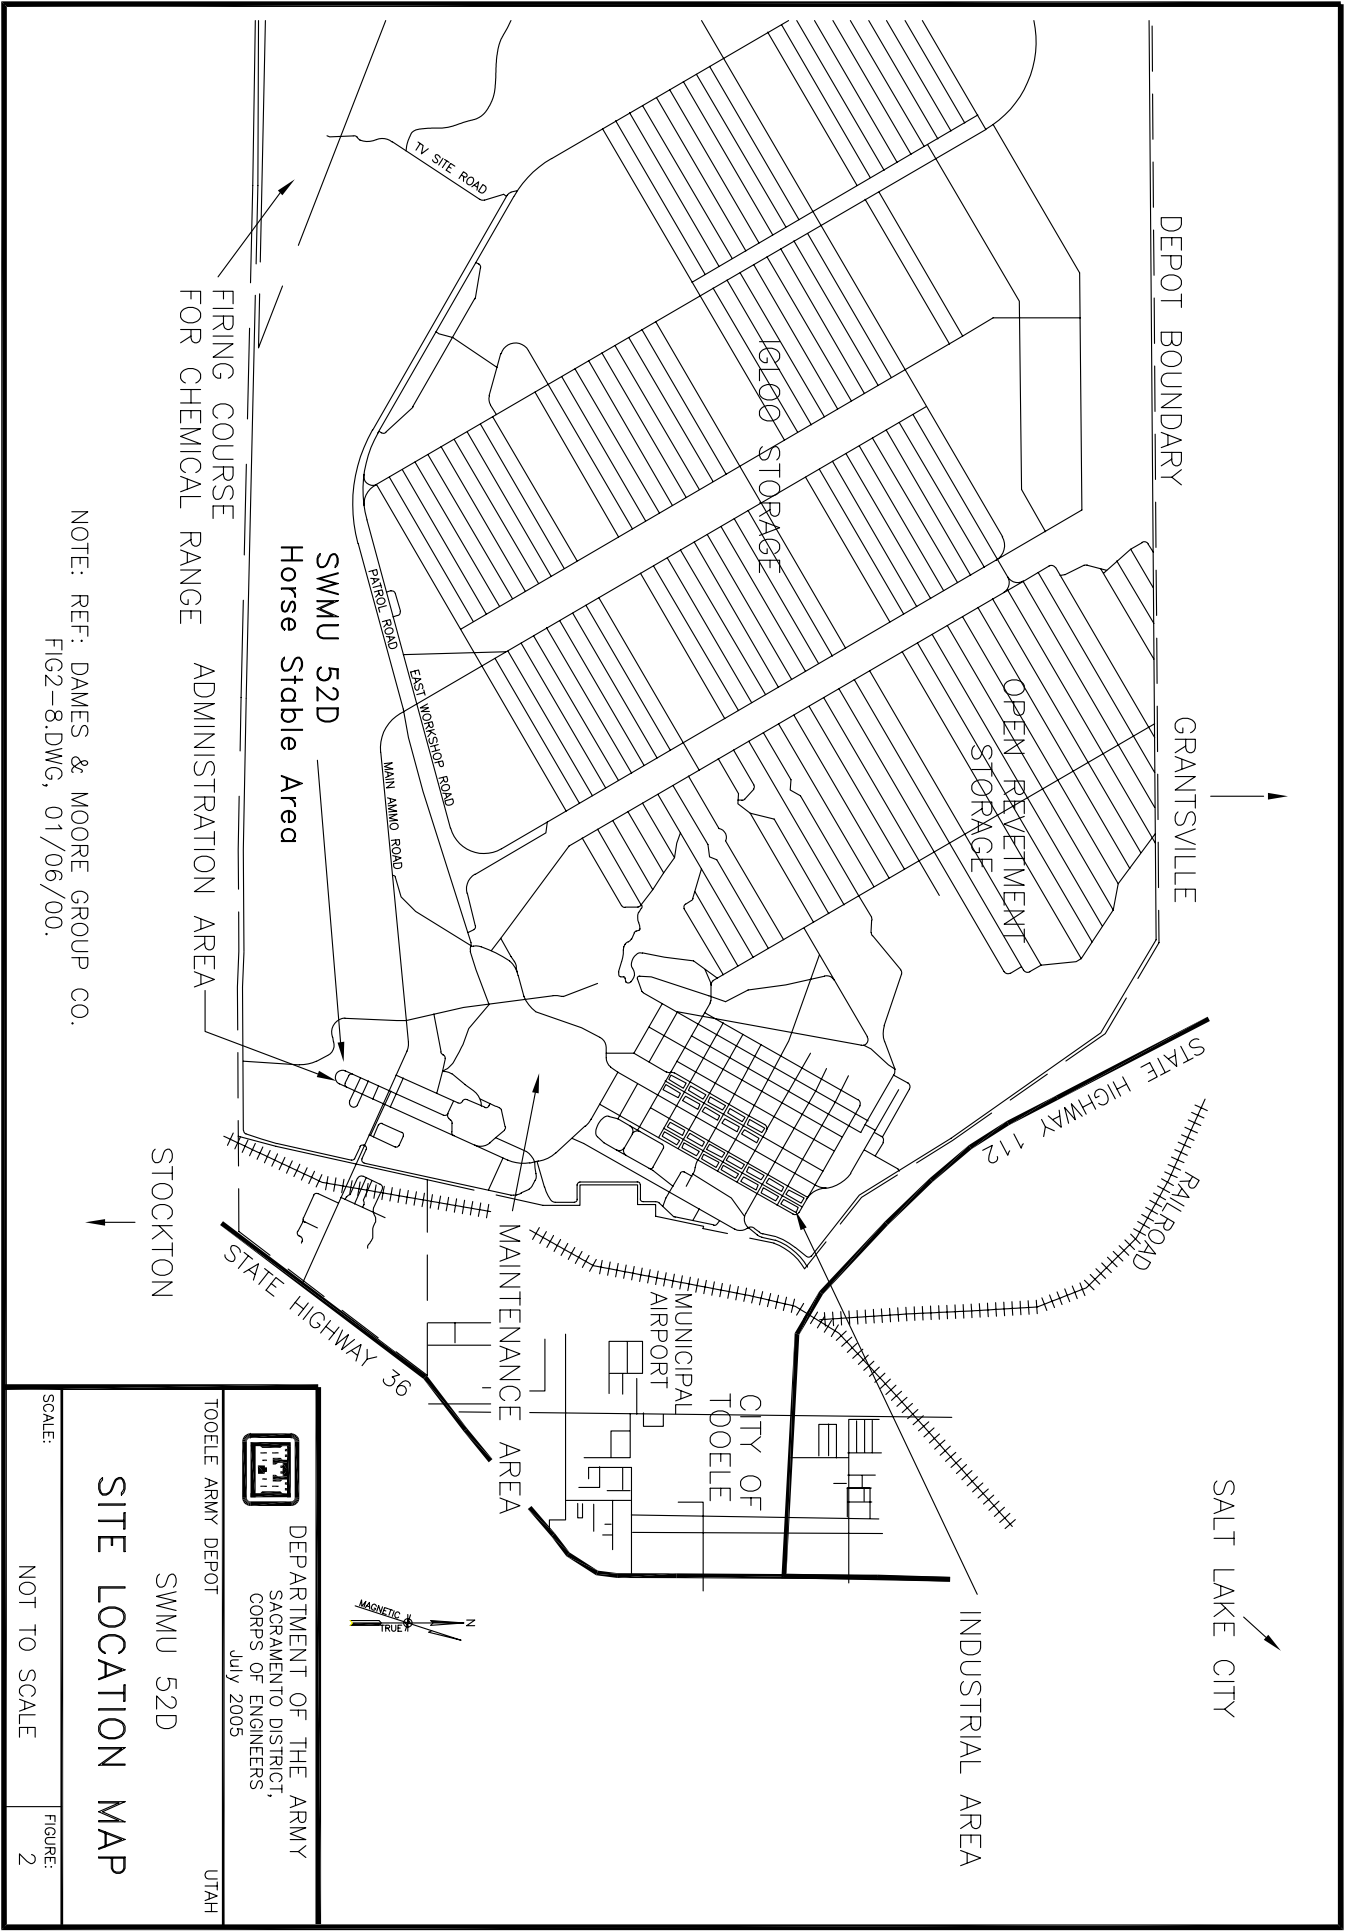 DEPOT BOUNDARY
GRANTSVILLE
SALT LAKE CITY
STATE HIGHWAY 112
RAILROAD
OPEN REVETMENT
STORAGE
INDUSTRIAL AREA
IGLOO STORAGE
CITY OF
TOOELE
MUNICIPAL
AIRPORT
MAINTENANCE AREA
TV SITE ROAD
PATROL ROAD
EAST WORKSHOP ROAD
MAIN AMMO ROAD
SWMU 52D
Horse Stable Area
STATE HIGHWAY 36
N
MAGNETIC
TRUE
FIRING COURSE
FOR CHEMICAL RANGE
ADMINISTRATION AREA
STOCKTON
NOTE: REF: DAMES & MOORE GROUP CO.
FIG2-8.DWG, 01/06/00.
DEPARTMENT OF THE ARMY
SACRAMENTO DISTRICT,
CORPS OF ENGINEERS
July 2005
TOOELE ARMY DEPOT
UTAH
SWMU 52D
SITE LOCATION MAP
SCALE:
NOT TO SCALE
FIGURE:
2